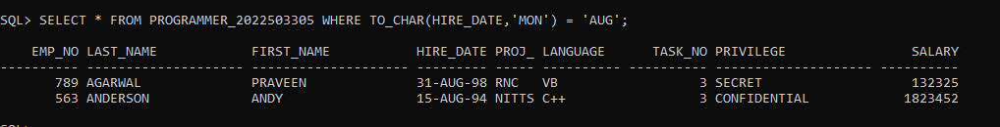 SQL> SELECT * FROM PROGRAMMER_2022503305 WHERE TO_CHAR(HIRE_DATE,'MON') = 'AUG';
EMP_NO LAST_NAME FIRST_NAME HIRE_DATE PROJ_ LANGUAGE TASK_NO PRIVILEGE SALARY
---------- -------------------- -------------------- --------- ----- ---------- ---------- -------------------- ----------
789 AGARWAL PRAVEEN 31-AUG-98 RNC VB 3 SECRET 132325
563 ANDERSON ANDY 15-AUG-94 NITTS C++ 3 CONFIDENTIAL 1823452